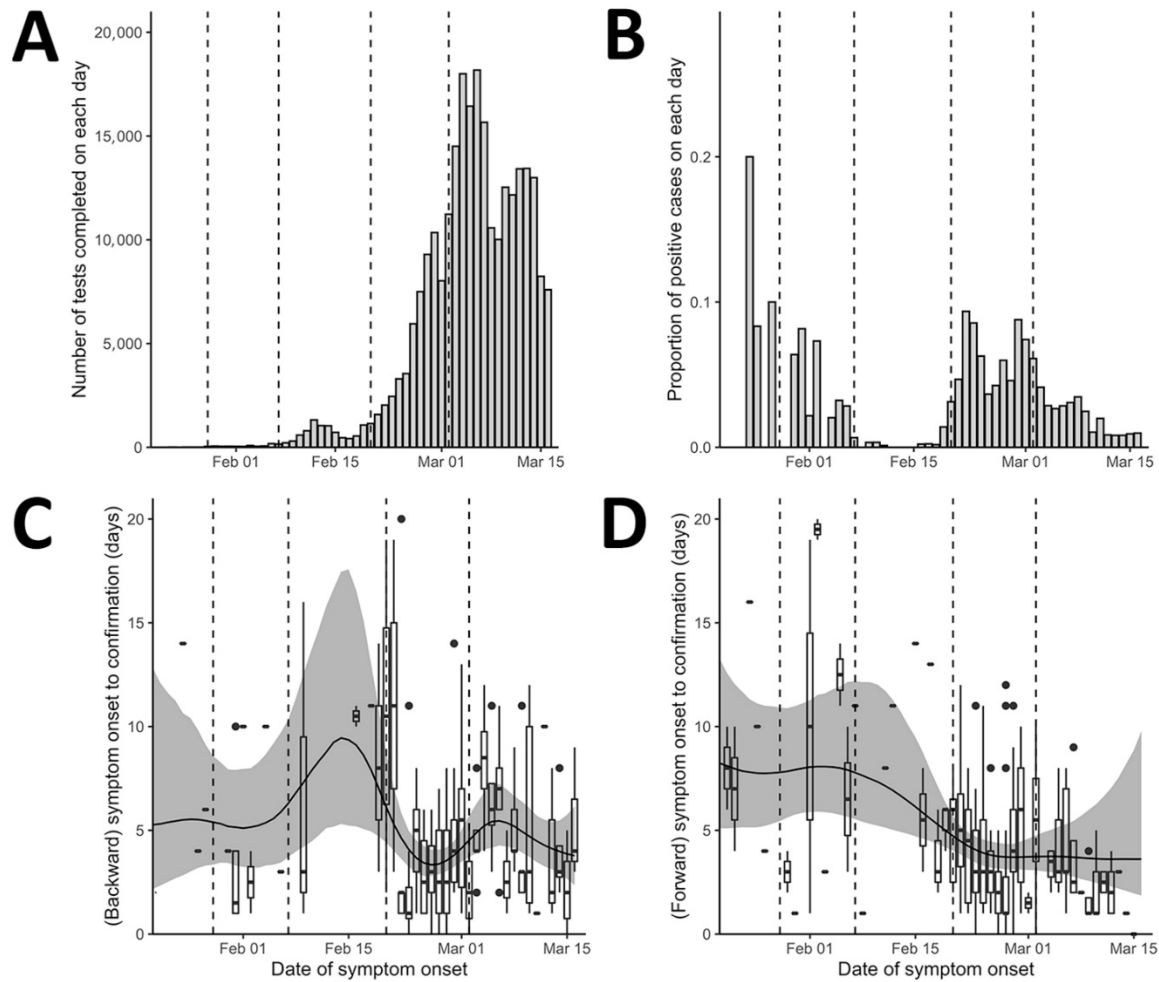 A
Number of tests completed on each day
20,000
15,000
10,000
5,000
0
Feb 01
Feb 15
Mar 01
Mar 15
B
Proportion of positive cases on each day
0.2
0.1
0.0
Feb 01
Feb 15
Mar 01
Mar 15
C
(Backward) symptom onset to confirmation (days)
20
15
10
5
0
Feb 01
Feb 15
Mar 01
Mar 15
Date of symptom onset
D
(Forward) symptom onset to confirmation (days)
20
15
10
5
0
Feb 01
Feb 15
Mar 01
Mar 15
Date of symptom onset